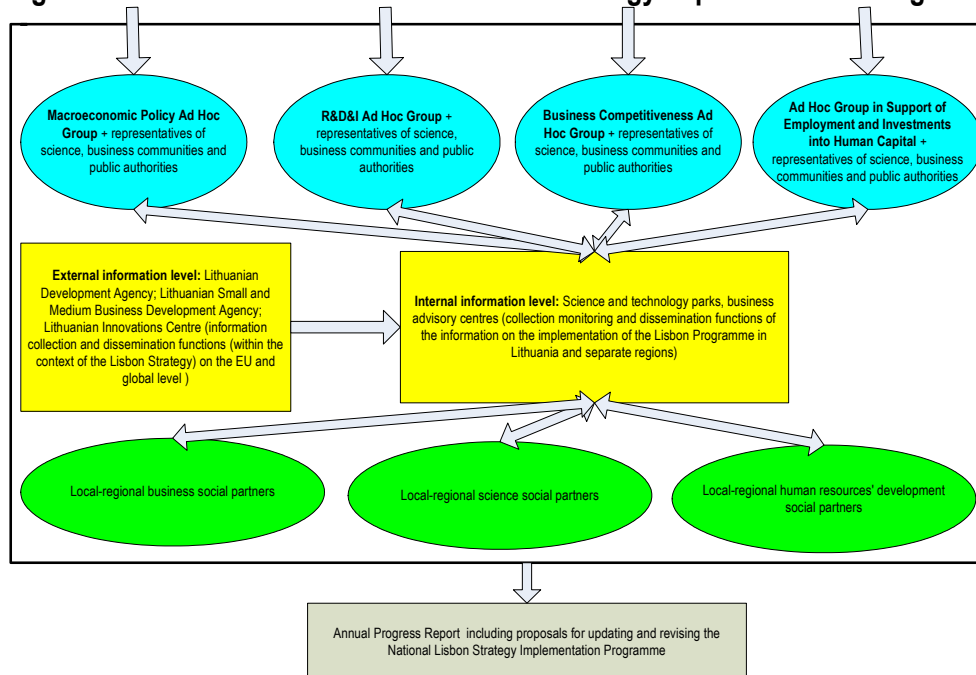 Macroeconomic Policy Ad Hoc
Group + representatives of
science, business communities and
public authorities
R&D&I Ad Hoc Group +
representatives of science,
business communities and public
authorities
Business Competitiveness Ad
Hoc Group + representatives of
science, business communities and
public authorities
Ad Hoc Group in Support of
Employment and Investments
into Human Capital +
representatives of science, business
communities and public authorities
External information level: Lithuanian
Development Agency; Lithuanian Small and
Medium Business Development Agency;
Lithuanian Innovations Centre (information
collection and dissemination functions (within the
context of the Lisbon Strategy) on the EU and
global level )
Internal information level: Science and technology parks, business
advisory centres (collection monitoring and dissemination functions of
the information on the implementation of the Lisbon Programme in
Lithuania and separate regions)
Local-regional business social partners
Local-regional science social partners
Local-regional human resources' development
social partners
Annual Progress Report including proposals for updating and revising the
National Lisbon Strategy Implementation Programme